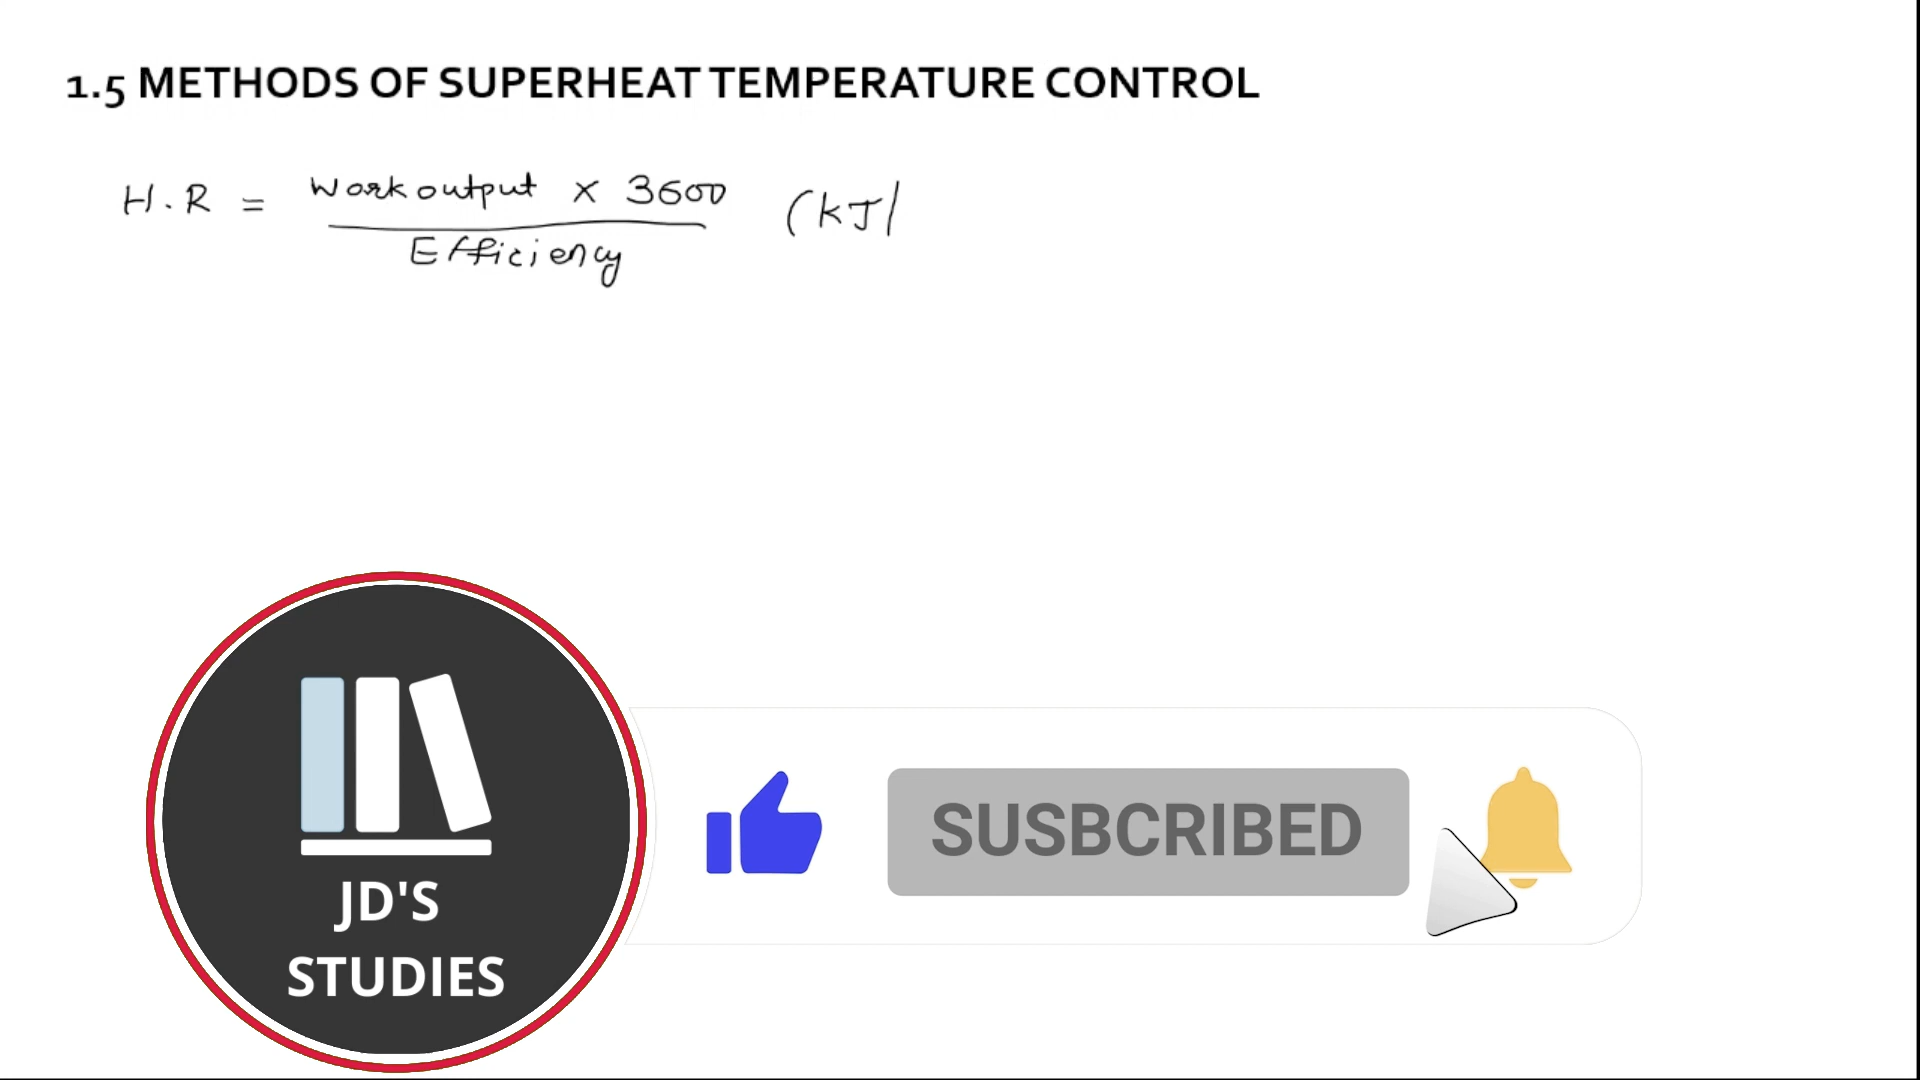 1.5 METHODS OF SUPERHEAT TEMPERATURE CONTROL
H.R = Work output × 3600 (kJ/
Efficiency
SUSBCRIBED
JD'S
STUDIES